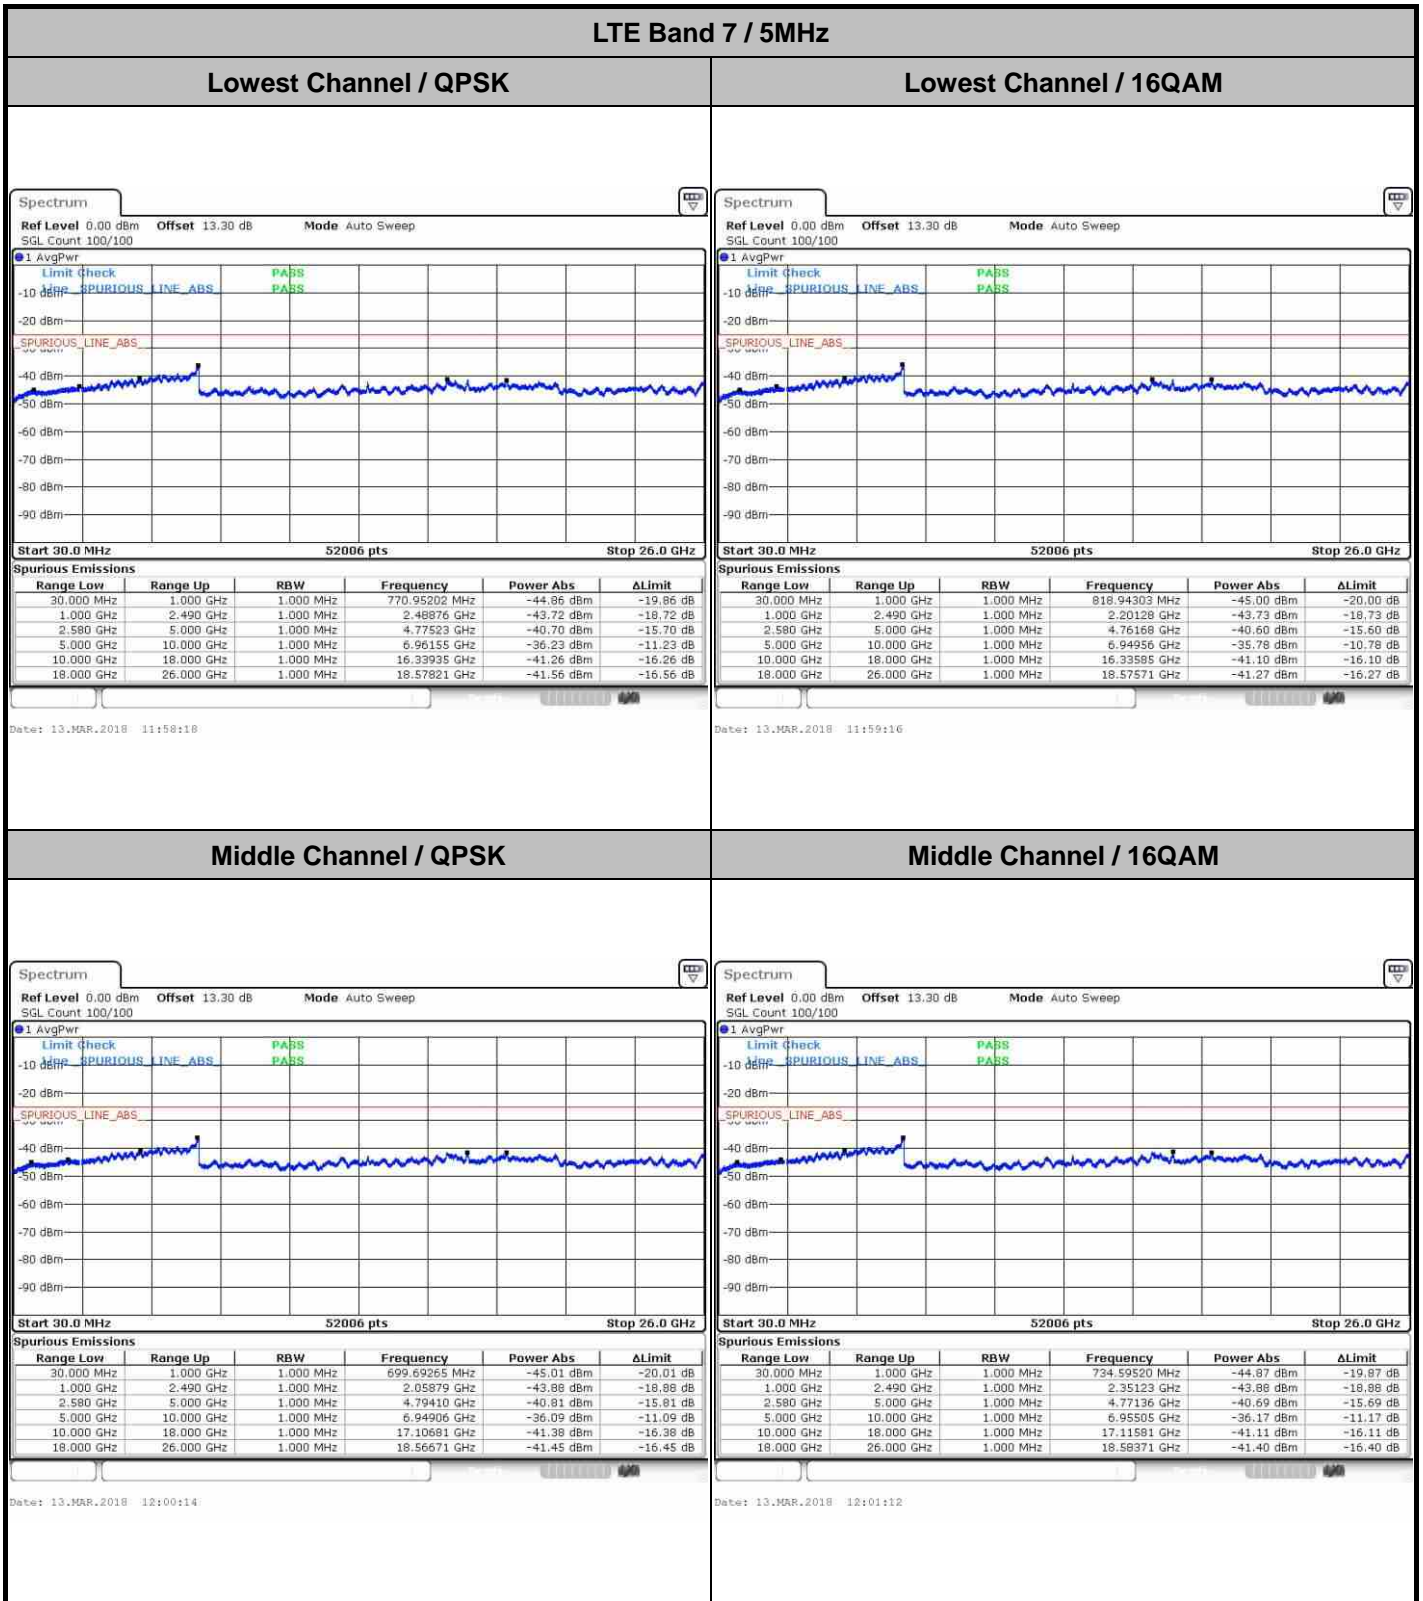 LTE Band 7 / 5MHz
Lowest Channel / QPSK
Lowest Channel / 16QAM
Spectrum
Ref Level 0.00 dBm Offset 13.30 dB Mode Auto Sweep
SGL Count 100/100
1 AvgPwr
Limit Check PASS
Line _SPURIOUS_LINE_ABS_ PASS
-10 dBm
-20 dBm
_SPURIOUS_LINE_ABS_
-40 dBm
-50 dBm
-60 dBm
-70 dBm
-80 dBm
-90 dBm
Start 30.0 MHz 52006 pts Stop 26.0 GHz
Spurious Emissions
Range Low Range Up RBW Frequency Power Abs ΔLimit
30.000 MHz 1.000 GHz 1.000 MHz 770.95202 MHz -44.86 dBm -19.86 dB
1.000 GHz 2.490 GHz 1.000 MHz 2.48876 GHz -43.72 dBm -18.72 dB
2.580 GHz 5.000 GHz 1.000 MHz 4.77523 GHz -40.70 dBm -15.70 dB
5.000 GHz 10.000 GHz 1.000 MHz 6.96155 GHz -36.23 dBm -11.23 dB
10.000 GHz 18.000 GHz 1.000 MHz 16.33935 GHz -41.26 dBm -16.26 dB
18.000 GHz 26.000 GHz 1.000 MHz 18.57821 GHz -41.56 dBm -16.56 dB
Date: 13.MAR.2018 11:58:18
Spectrum
Ref Level 0.00 dBm Offset 13.30 dB Mode Auto Sweep
SGL Count 100/100
1 AvgPwr
Limit Check PASS
Line _SPURIOUS_LINE_ABS_ PASS
-10 dBm
-20 dBm
_SPURIOUS_LINE_ABS_
-40 dBm
-50 dBm
-60 dBm
-70 dBm
-80 dBm
-90 dBm
Start 30.0 MHz 52006 pts Stop 26.0 GHz
Spurious Emissions
Range Low Range Up RBW Frequency Power Abs ΔLimit
30.000 MHz 1.000 GHz 1.000 MHz 818.94303 MHz -45.00 dBm -20.00 dB
1.000 GHz 2.490 GHz 1.000 MHz 2.20128 GHz -43.73 dBm -18.73 dB
2.580 GHz 5.000 GHz 1.000 MHz 4.76168 GHz -40.60 dBm -15.60 dB
5.000 GHz 10.000 GHz 1.000 MHz 6.94956 GHz -35.78 dBm -10.78 dB
10.000 GHz 18.000 GHz 1.000 MHz 16.33585 GHz -41.10 dBm -16.10 dB
18.000 GHz 26.000 GHz 1.000 MHz 18.57571 GHz -41.27 dBm -16.27 dB
Date: 13.MAR.2018 11:59:16
Middle Channel / QPSK
Middle Channel / 16QAM
Spectrum
Ref Level 0.00 dBm Offset 13.30 dB Mode Auto Sweep
SGL Count 100/100
1 AvgPwr
Limit Check PASS
Line _SPURIOUS_LINE_ABS_ PASS
-10 dBm
-20 dBm
_SPURIOUS_LINE_ABS_
-40 dBm
-50 dBm
-60 dBm
-70 dBm
-80 dBm
-90 dBm
Start 30.0 MHz 52006 pts Stop 26.0 GHz
Spurious Emissions
Range Low Range Up RBW Frequency Power Abs ΔLimit
30.000 MHz 1.000 GHz 1.000 MHz 699.69265 MHz -45.01 dBm -20.01 dB
1.000 GHz 2.490 GHz 1.000 MHz 2.05879 GHz -43.88 dBm -18.88 dB
2.580 GHz 5.000 GHz 1.000 MHz 4.79410 GHz -40.81 dBm -15.81 dB
5.000 GHz 10.000 GHz 1.000 MHz 6.94906 GHz -36.09 dBm -11.09 dB
10.000 GHz 18.000 GHz 1.000 MHz 17.10681 GHz -41.38 dBm -16.38 dB
18.000 GHz 26.000 GHz 1.000 MHz 18.56671 GHz -41.45 dBm -16.45 dB
Date: 13.MAR.2018 12:00:14
Spectrum
Ref Level 0.00 dBm Offset 13.30 dB Mode Auto Sweep
SGL Count 100/100
1 AvgPwr
Limit Check PASS
Line _SPURIOUS_LINE_ABS_ PASS
-10 dBm
-20 dBm
_SPURIOUS_LINE_ABS_
-40 dBm
-50 dBm
-60 dBm
-70 dBm
-80 dBm
-90 dBm
Start 30.0 MHz 52006 pts Stop 26.0 GHz
Spurious Emissions
Range Low Range Up RBW Frequency Power Abs ΔLimit
30.000 MHz 1.000 GHz 1.000 MHz 734.59520 MHz -44.87 dBm -19.87 dB
1.000 GHz 2.490 GHz 1.000 MHz 2.35123 GHz -43.88 dBm -18.88 dB
2.580 GHz 5.000 GHz 1.000 MHz 4.77136 GHz -40.69 dBm -15.69 dB
5.000 GHz 10.000 GHz 1.000 MHz 6.95505 GHz -36.17 dBm -11.17 dB
10.000 GHz 18.000 GHz 1.000 MHz 17.11581 GHz -41.11 dBm -16.11 dB
18.000 GHz 26.000 GHz 1.000 MHz 18.58371 GHz -41.40 dBm -16.40 dB
Date: 13.MAR.2018 12:01:12